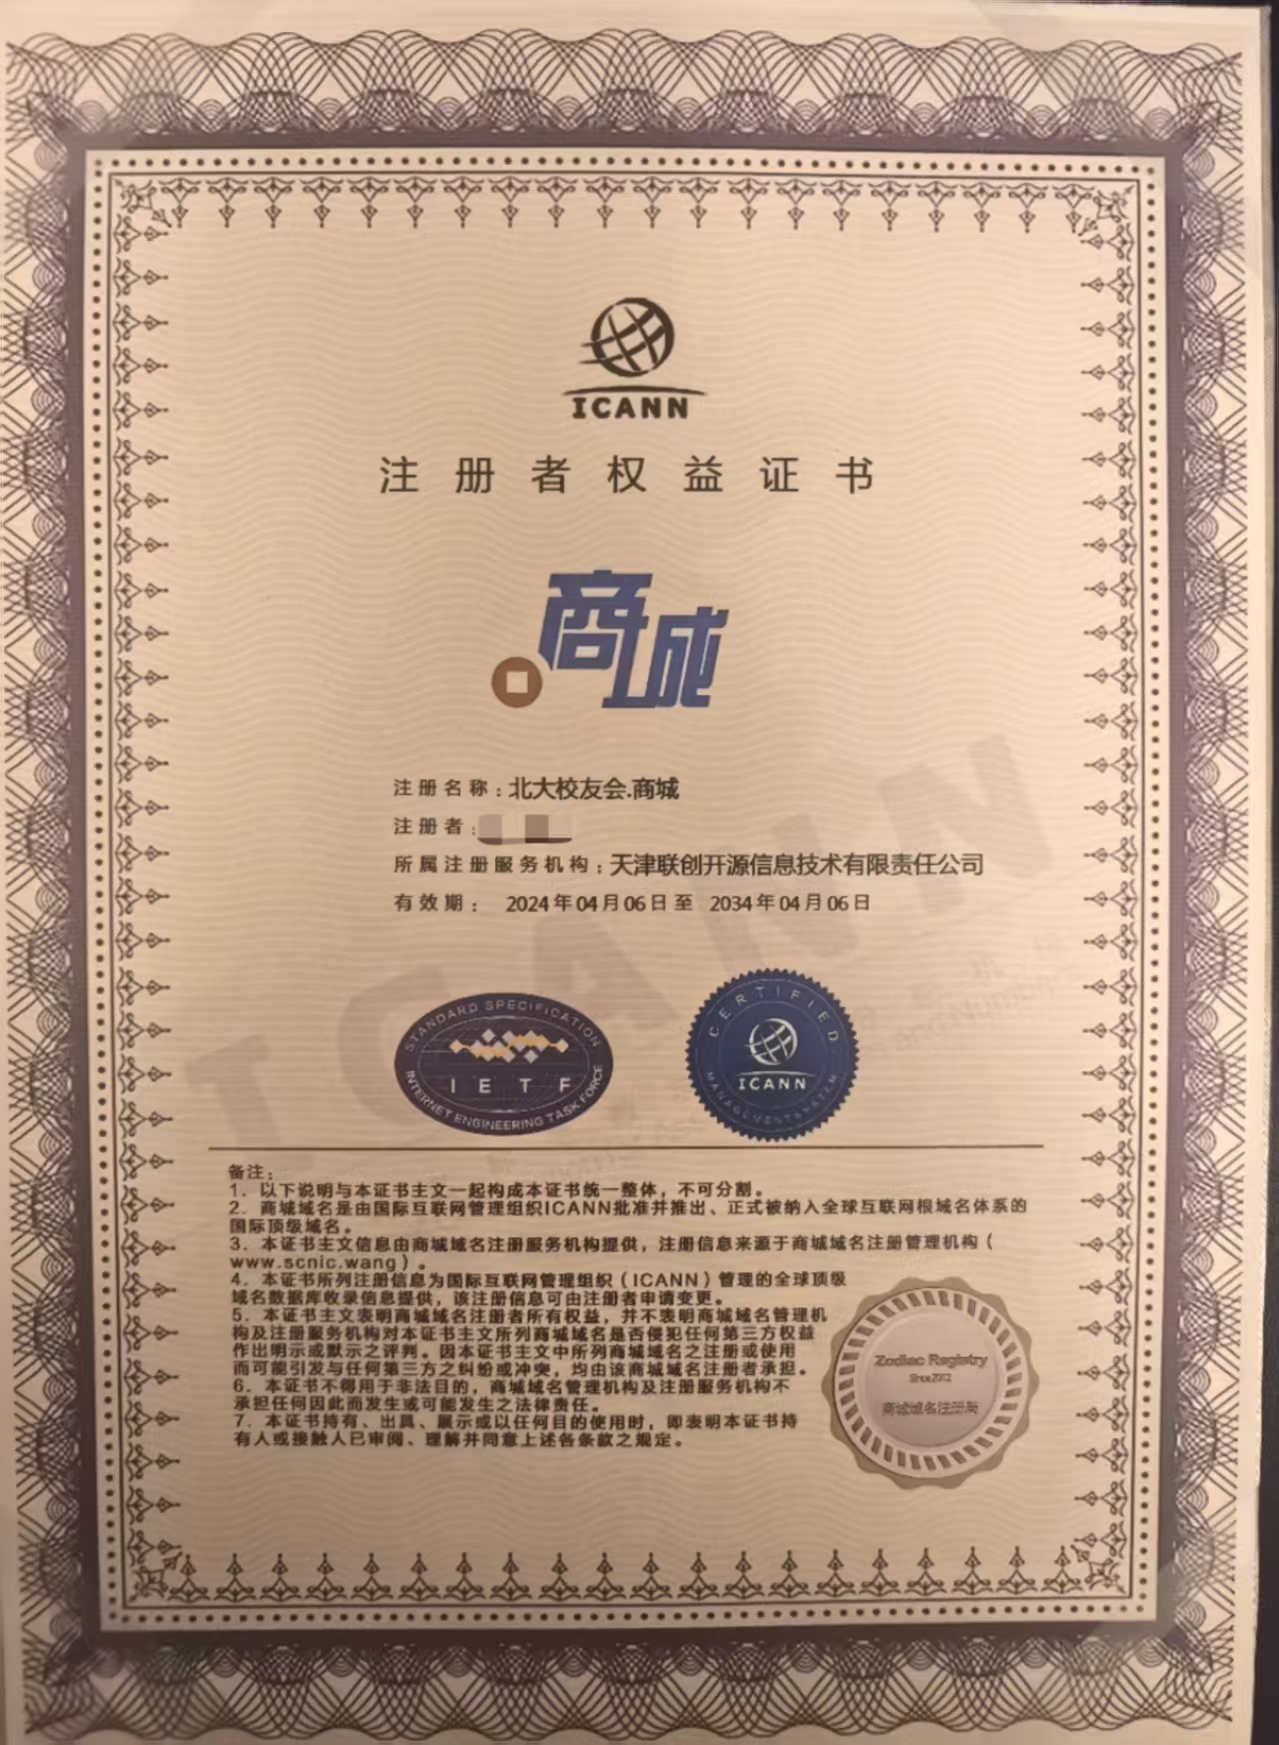 ICANN
注册者权益证书
商城
注册名称：北大校友会.商城
注册者：
所属注册服务机构：天津联创开源信息技术有限责任公司
有效期： 2024年04月06日至 2034年04月06日
ICANN
STANDARD SPECIFICATION
IETF
INTERNET ENGINEERING TASK FORCE
CERTIFIED
ICANN
MANAGEMENT SYSTEM
备注：
1．以下说明与本证书主文一起构成本证书统一整体，不可分割。
2．商城域名是由国际互联网管理组织ICANN批准并推出、正式被纳入全球互联网根域名体系的
国际顶级域名。
3．本证书主文信息由商城域名注册服务机构提供，注册信息来源于商城域名注册管理机构（
www.scnic.wang）。
4．本证书所列注册信息为国际互联网管理组织（ICANN）管理的全球顶级
域名数据库收录信息提供，该注册信息可由注册者申请变更。
5．本证书主文表明商城域名注册者所有权益，并不表明商城域名管理机
构及注册服务机构对本证书主文所列商城域名是否侵犯任何第三方权益
作出明示或默示之评判。因本证书主文中所列商城域名之注册或使用
而可能引发与任何第三方之纠纷或冲突，均由该商城域名注册者承担。
6．本证书不得用于非法目的，商城域名管理机构及注册服务机构不
承担任何因此而发生或可能发生之法律责任。
7．本证书持有、出具、展示或以任何目的使用时，即表明本证书持
有人或接触人已审阅、理解并同意上述各条款之规定。
Zodiac Registry
Since2012
商城域名注册局